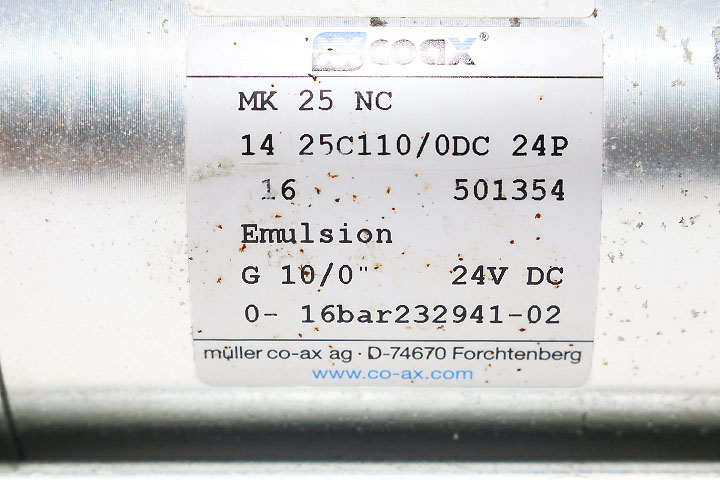 coax®
MK 25 NC
14 25C110/0DC 24P
16 501354
Emulsion
G 10/0" 24V DC
0- 16bar232941-02
müller co-ax ag · D-74670 Forchtenberg
www.co-ax.com